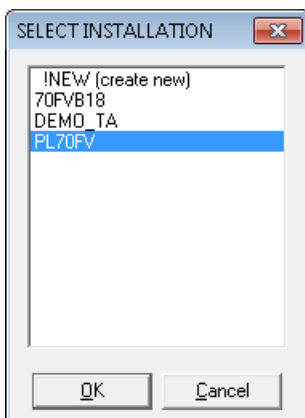 SELECT INSTALLATION
!NEW (create new)
70FVB18
DEMO_TA
PL70FV
OK
Cancel